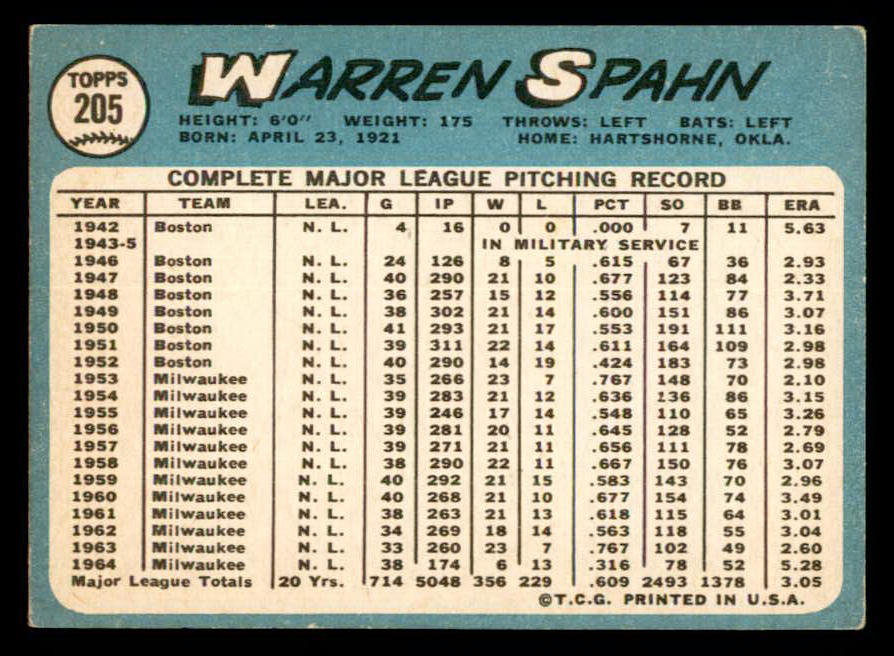 TOPPS
205
WARREN SPAHN
HEIGHT: 6'0" WEIGHT: 175 THROWS: LEFT BATS: LEFT
BORN: APRIL 23, 1921 HOME: HARTSHORNE, OKLA.
COMPLETE MAJOR LEAGUE PITCHING RECORD
YEAR TEAM LEA. G IP W L PCT SO BB ERA
1942 Boston N. L. 4 16 0 0 .000 7 11 5.63
1943-5 IN MILITARY SERVICE
1946 Boston N. L. 24 126 8 5 .615 67 36 2.93
1947 Boston N. L. 40 290 21 10 .677 123 84 2.33
1948 Boston N. L. 36 257 15 12 .556 114 77 3.71
1949 Boston N. L. 38 302 21 14 .600 151 86 3.07
1950 Boston N. L. 41 293 21 17 .553 191 111 3.16
1951 Boston N. L. 39 311 22 14 .611 164 109 2.98
1952 Boston N. L. 40 290 14 19 .424 183 73 2.98
1953 Milwaukee N. L. 35 266 23 7 .767 148 70 2.10
1954 Milwaukee N. L. 39 283 21 12 .636 136 86 3.15
1955 Milwaukee N. L. 39 246 17 14 .548 110 65 3.26
1956 Milwaukee N. L. 39 281 20 11 .645 128 52 2.79
1957 Milwaukee N. L. 39 271 21 11 .656 111 78 2.69
1958 Milwaukee N. L. 38 290 22 11 .667 150 76 3.07
1959 Milwaukee N. L. 40 292 21 15 .583 143 70 2.96
1960 Milwaukee N. L. 40 268 21 10 .677 154 74 3.49
1961 Milwaukee N. L. 38 263 21 13 .618 115 64 3.01
1962 Milwaukee N. L. 34 269 18 14 .563 118 55 3.04
1963 Milwaukee N. L. 33 260 23 7 .767 102 49 2.60
1964 Milwaukee N. L. 38 174 6 13 .316 78 52 5.28
Major League Totals 20 Yrs. 714 5048 356 229 .609 2493 1378 3.05
©T.C.G. PRINTED IN U.S.A.